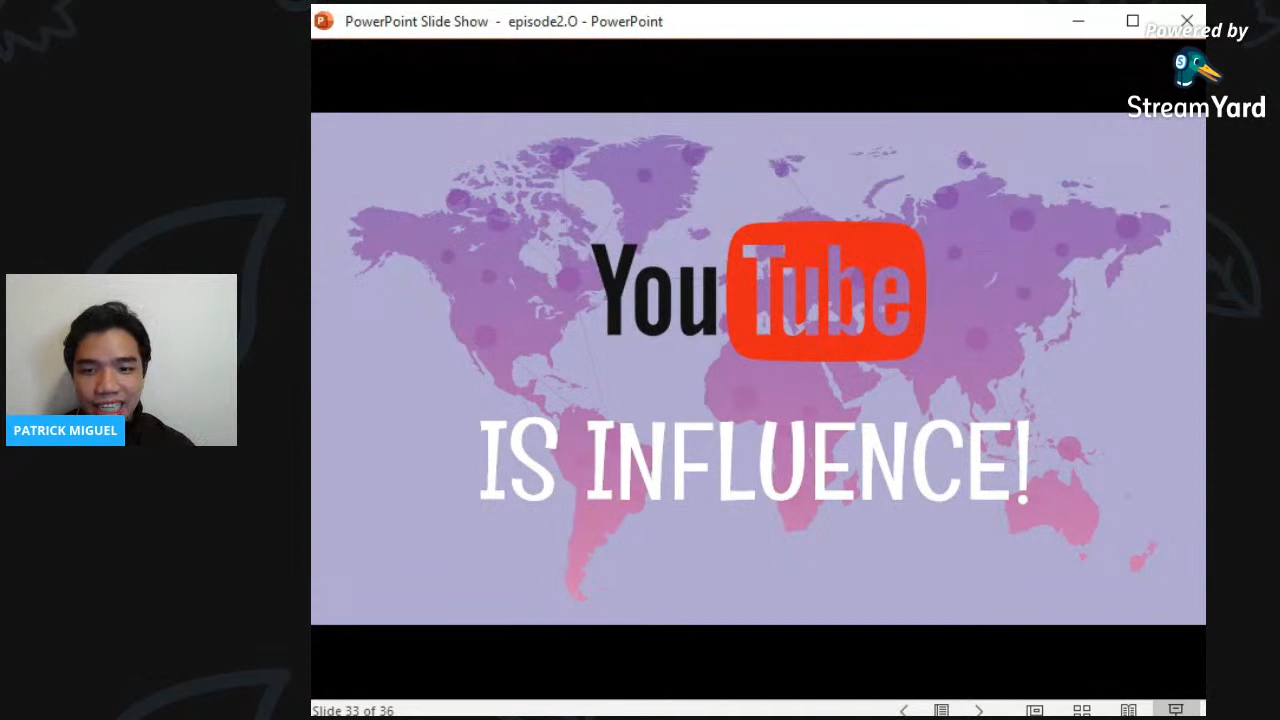 PowerPoint Slide Show - episode2.O - PowerPoint
Powered by
StreamYard
YouTube
IS INFLUENCE!
PATRICK MIGUEL
Slide 33 of 36